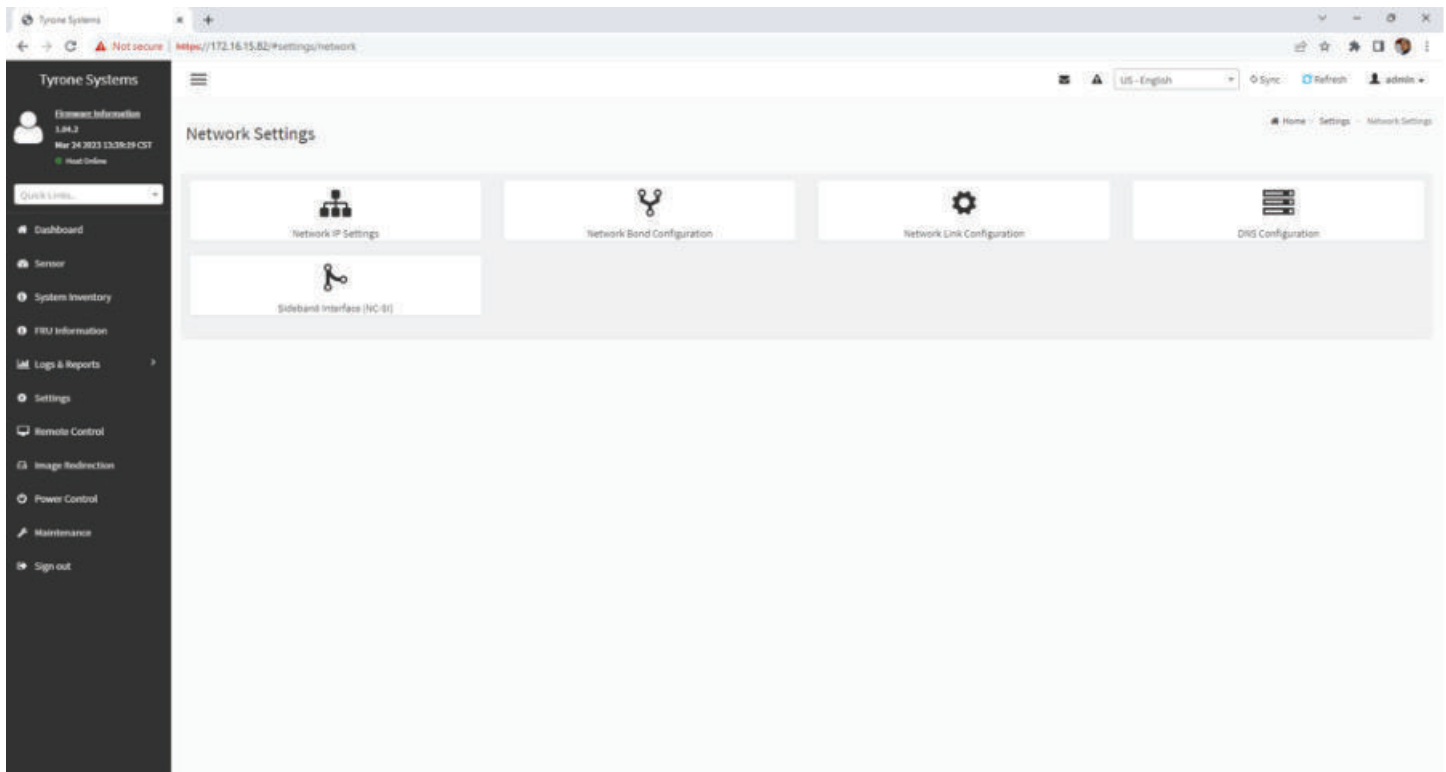 Tyrone Systems
Not secure | https://172.16.15.82/#settings/network
Tyrone Systems
US - English
Sync
Refresh
admin
Firmware Information
1.04.2
Mar 24 2023 13:39:39 CST
Host Online
Network Settings
Home - Settings - Network Settings
Quick Links...
Network IP Settings
Network Bond Configuration
Network Link Configuration
DNS Configuration
Sideband Interface (NC-SI)
Dashboard
Sensor
System Inventory
FRU Information
Logs & Reports
Settings
Remote Control
Image Redirection
Power Control
Maintenance
Sign out